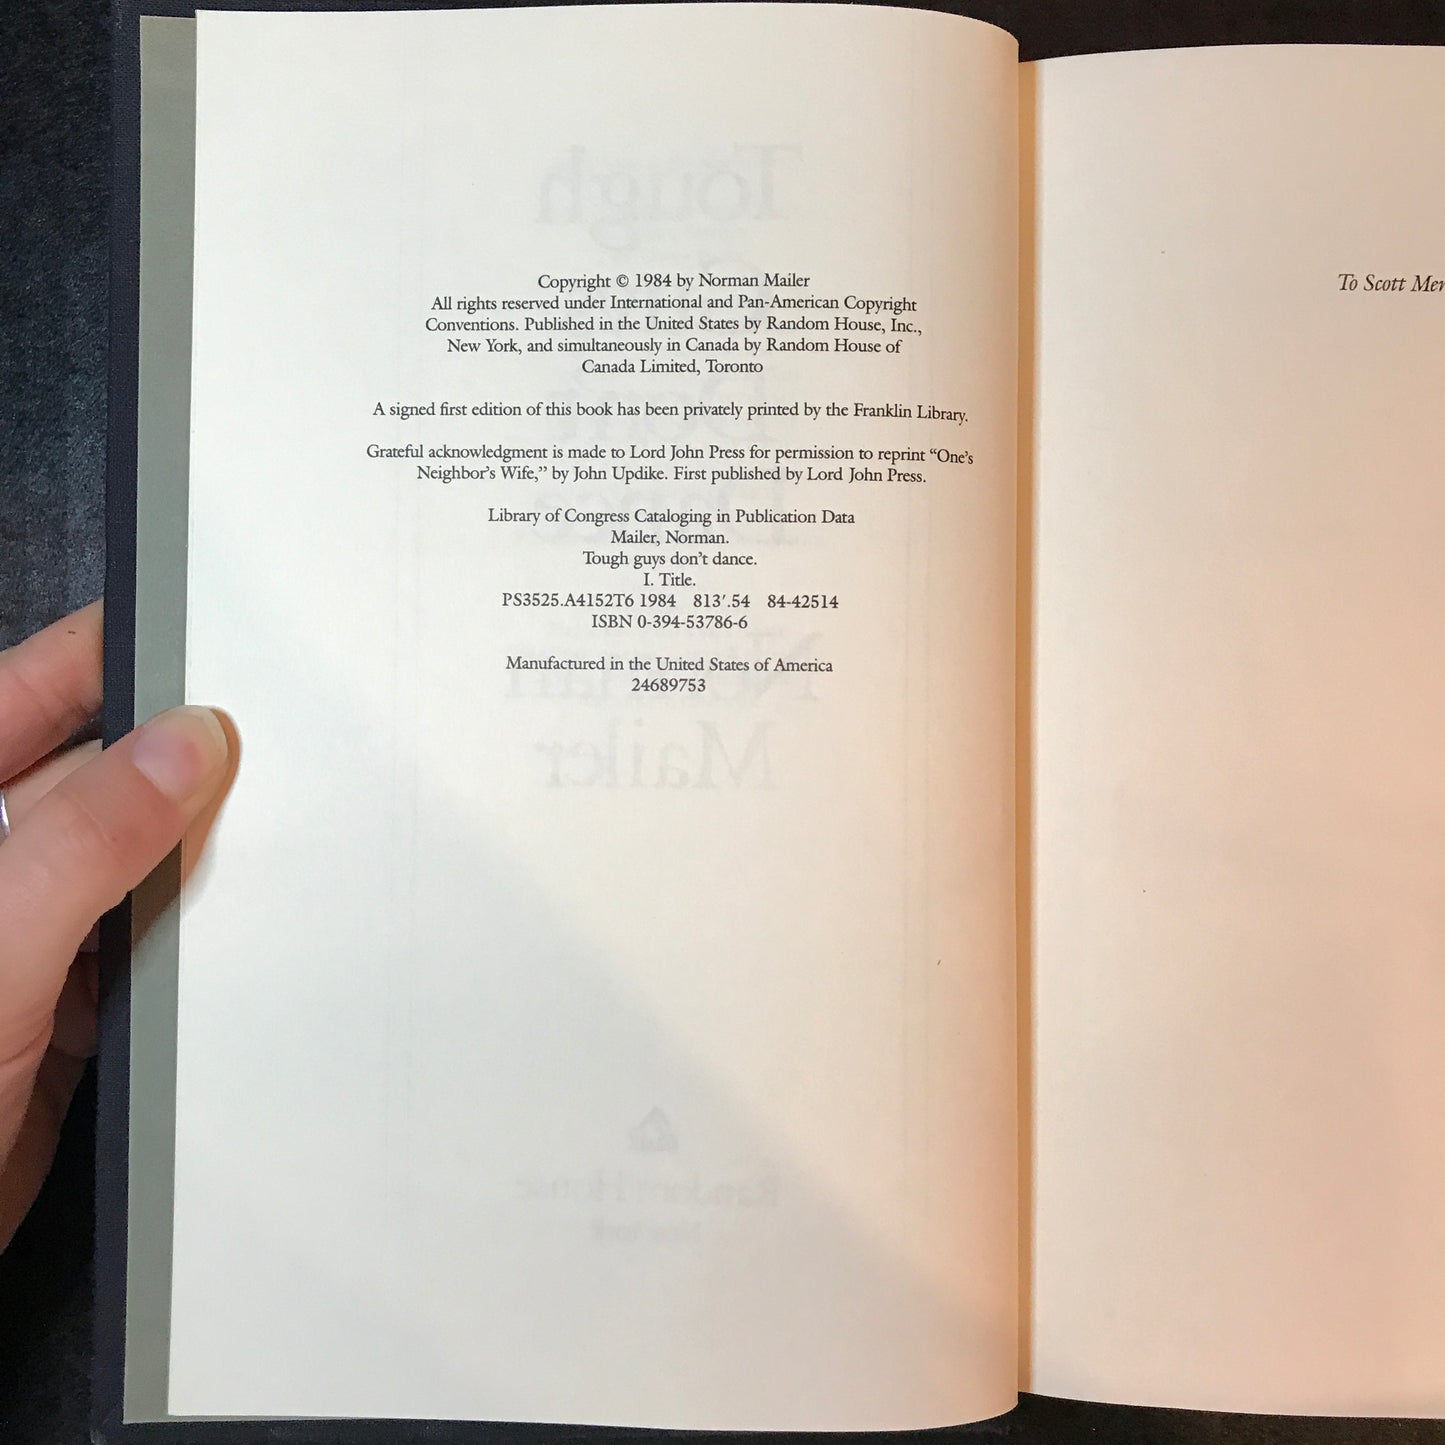 Copyright © 1984 by Norman Mailer
All rights reserved under International and Pan-American Copyright
Conventions. Published in the United States by Random House, Inc.,
New York, and simultaneously in Canada by Random House of
Canada Limited, Toronto
A signed first edition of this book has been privately printed by the Franklin Library.
Grateful acknowledgment is made to Lord John Press for permission to reprint “One’s
Neighbor’s Wife,” by John Updike. First published by Lord John Press.
Library of Congress Cataloging in Publication Data
Mailer, Norman.
Tough guys don’t dance.
I. Title.
PS3525.A4152T6 1984 813′.54 84-42514
ISBN 0-394-53786-6
Manufactured in the United States of America
24689753
To Scott